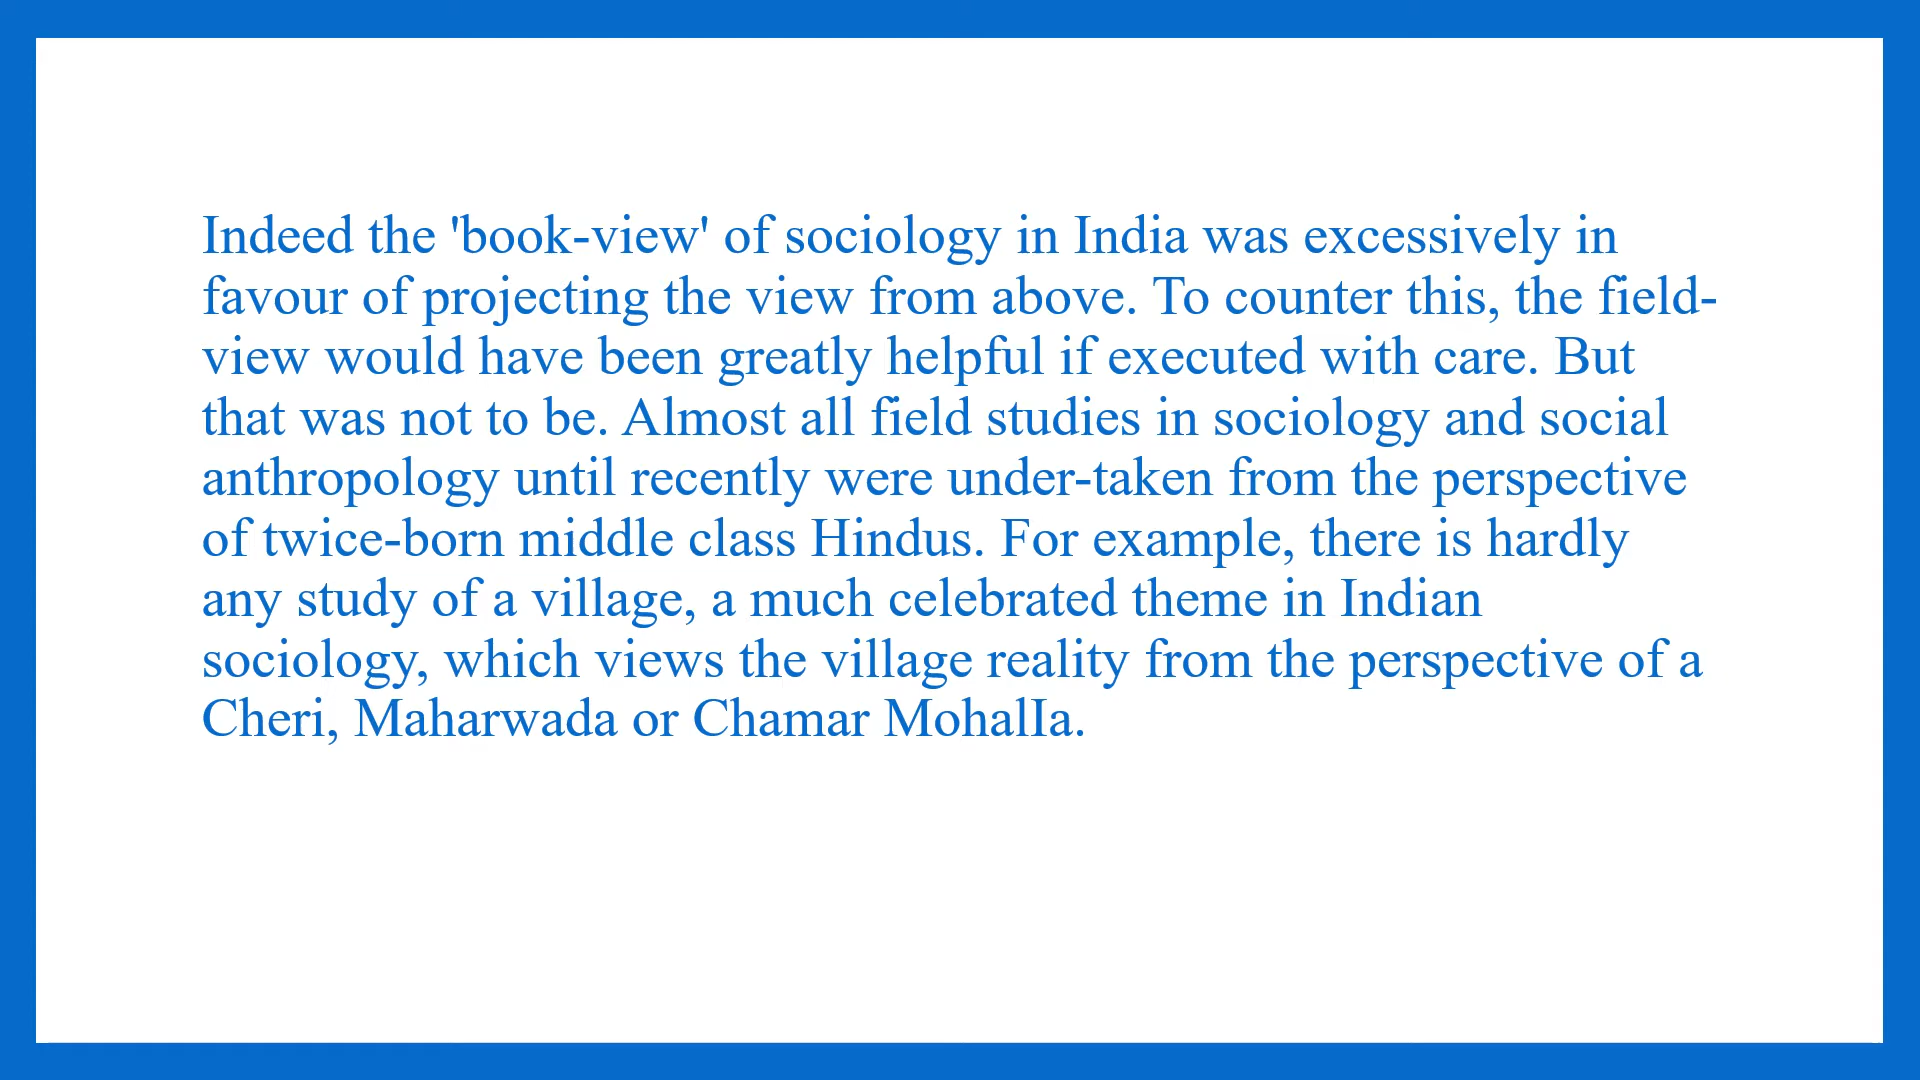 Indeed the 'book-view' of sociology in India was excessively in
favour of projecting the view from above. To counter this, the field-
view would have been greatly helpful if executed with care. But
that was not to be. Almost all field studies in sociology and social
anthropology until recently were under-taken from the perspective
of twice-born middle class Hindus. For example, there is hardly
any study of a village, a much celebrated theme in Indian
sociology, which views the village reality from the perspective of a
Cheri, Maharwada or Chamar MohalIa.